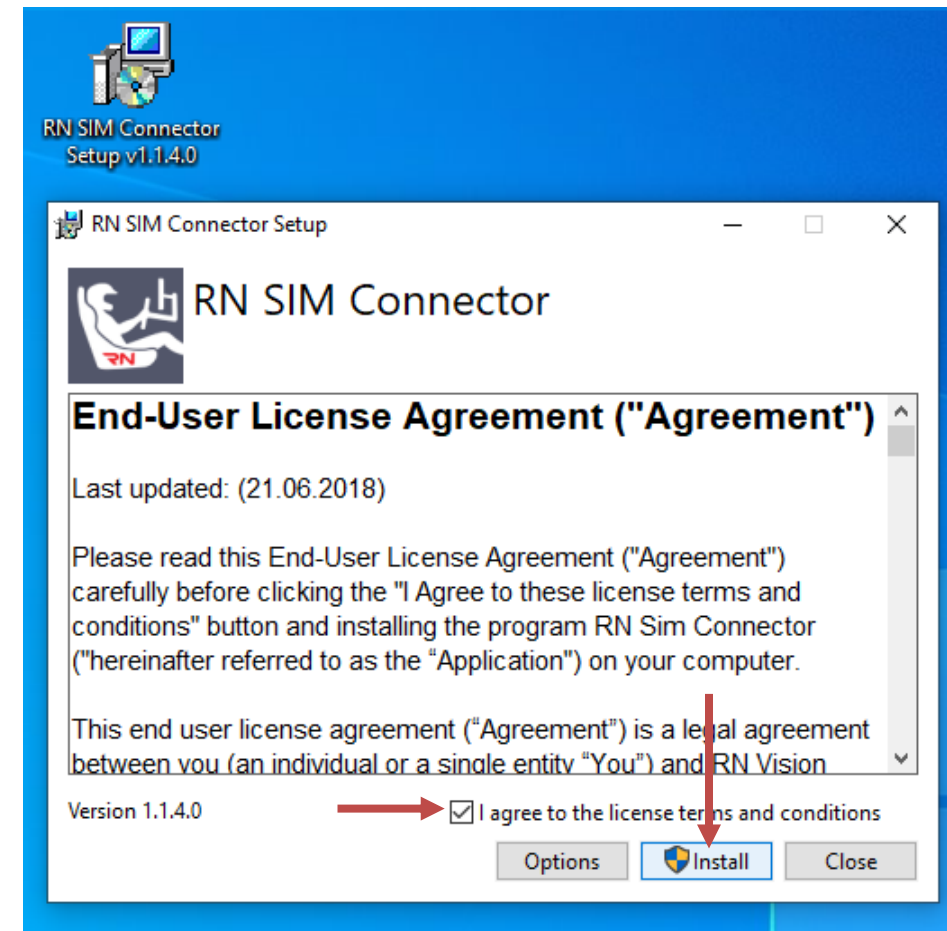 RN SIM Connector
Setup v1.1.4.0
RN SIM Connector Setup
RN SIM Connector
RN
End-User License Agreement ("Agreement")
Last updated: (21.06.2018)
Please read this End-User License Agreement ("Agreement")
carefully before clicking the "I Agree to these license terms and
conditions" button and installing the program RN Sim Connector
("hereinafter referred to as the “Application") on your computer.
This end user license agreement (“Agreement”) is a legal agreement
between you (an individual or a single entity “You”) and RN Vision
Version 1.1.4.0
I agree to the license terms and conditions
Options
Install
Close